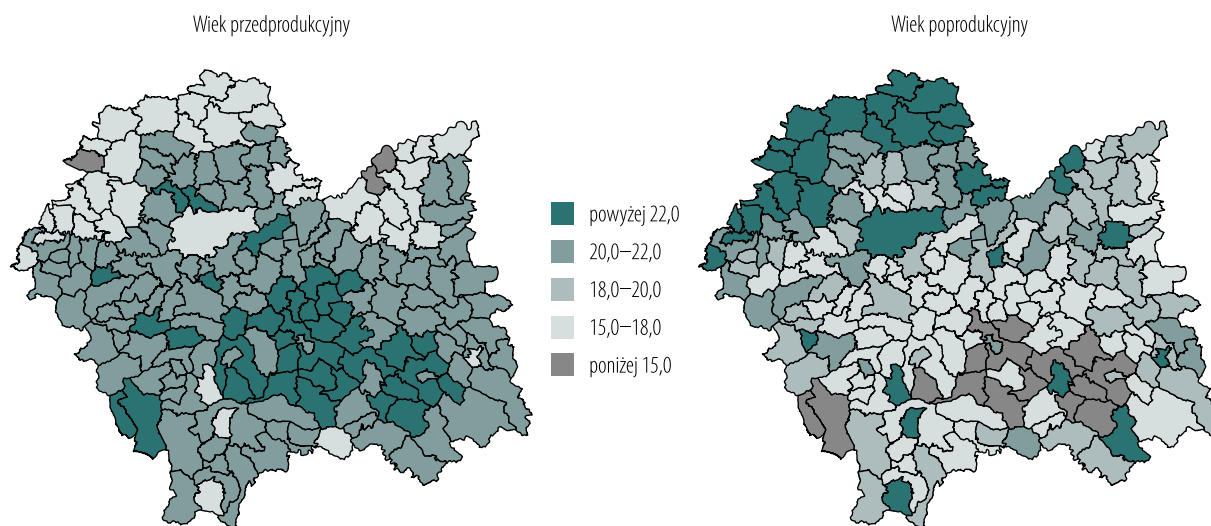 Wiek przedprodukcyjny
Wiek poprodukcyjny
powyżej 22,0
20,0–22,0
18,0–20,0
15,0–18,0
poniżej 15,0